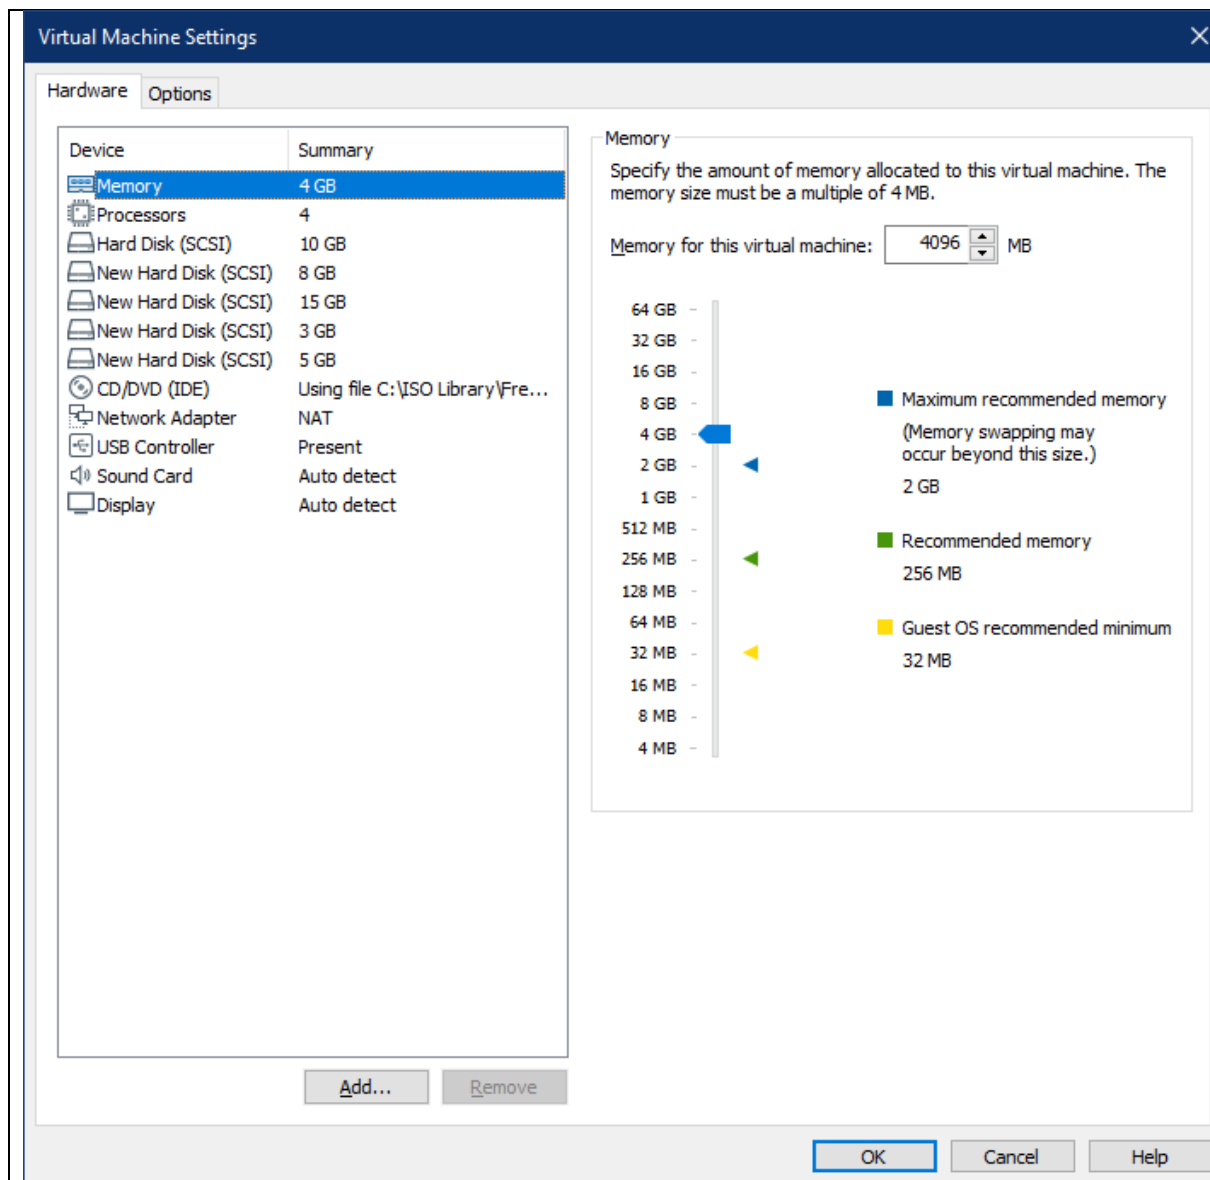 Virtual Machine Settings
Hardware
Options
Device Summary
Memory 4 GB
Processors 4
Hard Disk (SCSI) 10 GB
New Hard Disk (SCSI) 8 GB
New Hard Disk (SCSI) 15 GB
New Hard Disk (SCSI) 3 GB
New Hard Disk (SCSI) 5 GB
CD/DVD (IDE) Using file C:\ISO Library\Fre...
Network Adapter NAT
USB Controller Present
Sound Card Auto detect
Display Auto detect
Add...
Remove
Memory
Specify the amount of memory allocated to this virtual machine. The
memory size must be a multiple of 4 MB.
Memory for this virtual machine: 4096 MB
64 GB
32 GB
16 GB
8 GB
4 GB
2 GB
1 GB
512 MB
256 MB
128 MB
64 MB
32 MB
16 MB
8 MB
4 MB
Maximum recommended memory
(Memory swapping may
occur beyond this size.)
2 GB
Recommended memory
256 MB
Guest OS recommended minimum
32 MB
OK
Cancel
Help